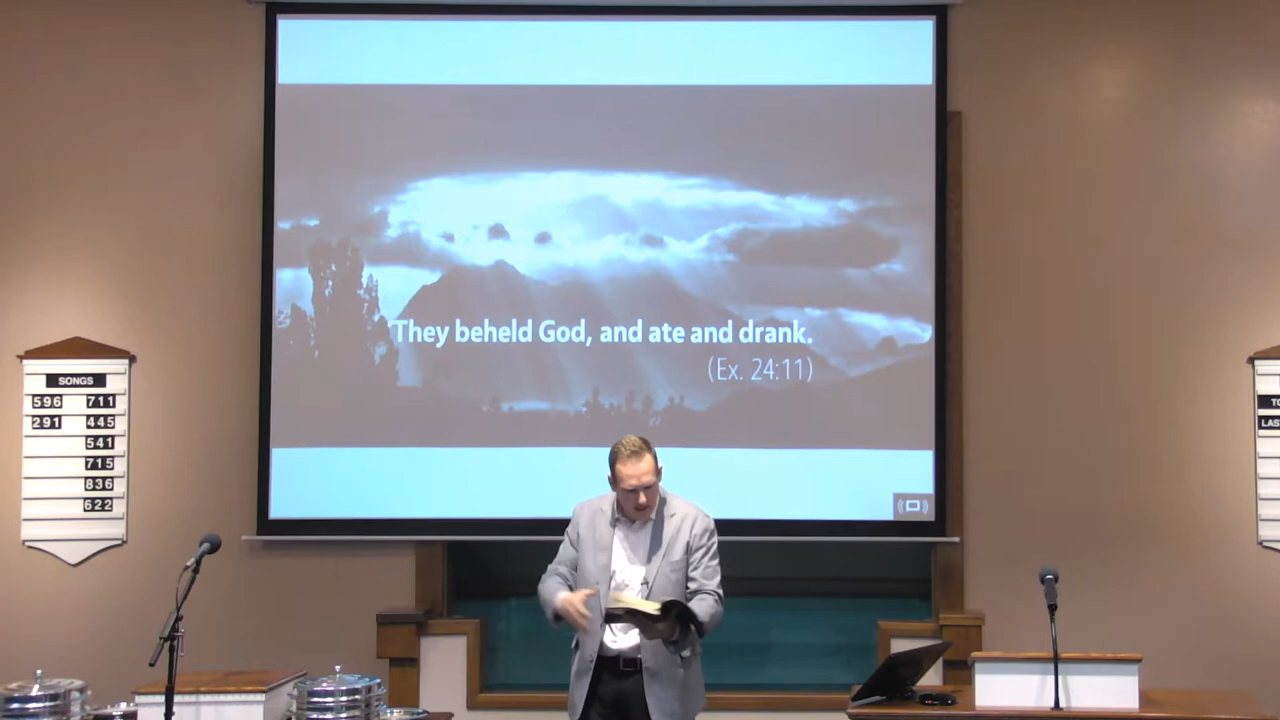 They beheld God, and ate and drank.
(Ex. 24:11)
SONGS
596 711
291 445
541
715
836
622